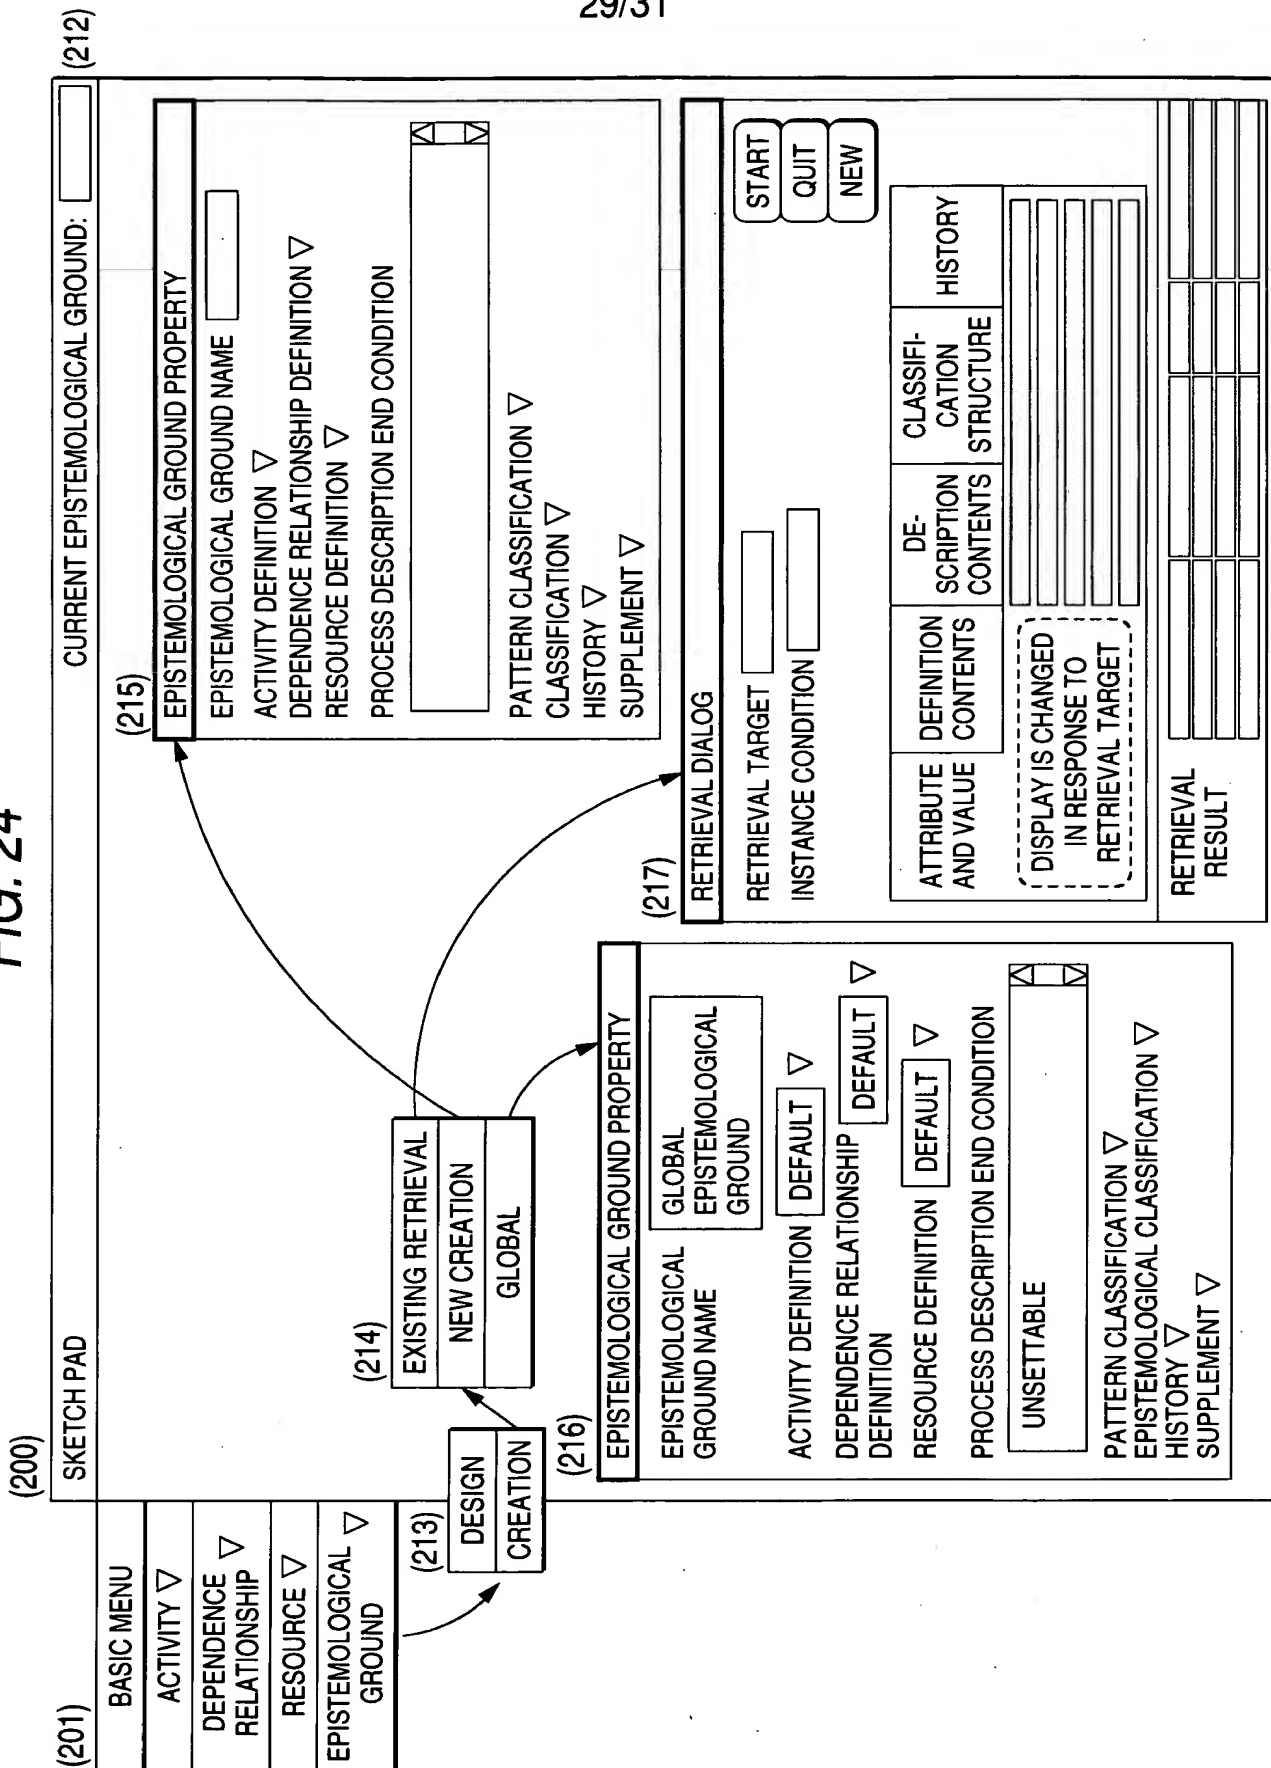 29/31
FIG. 24
(200)
SKETCH PAD
CURRENT EPISTEMOLOGICAL GROUND:
(212)
(201)
BASIC MENU
ACTIVITY ▽
DEPENDENCE ▽
RELATIONSHIP
RESOURCE ▽
EPISTEMOLOGICAL ▽
GROUND
(213)
DESIGN
CREATION
(214)
EXISTING RETRIEVAL
NEW CREATION
GLOBAL
(215)
EPISTEMOLOGICAL GROUND PROPERTY
EPISTEMOLOGICAL GROUND NAME
ACTIVITY DEFINITION ▽
DEPENDENCE RELATIONSHIP DEFINITION ▽
RESOURCE DEFINITION ▽
PROCESS DESCRIPTION END CONDITION
PATTERN CLASSIFICATION ▽
CLASSIFICATION ▽
HISTORY ▽
SUPPLEMENT ▽
(216)
EPISTEMOLOGICAL GROUND PROPERTY
EPISTEMOLOGICAL
GROUND NAME
GLOBAL
EPISTEMOLOGICAL
GROUND
ACTIVITY DEFINITION DEFAULT ▽
DEPENDENCE RELATIONSHIP
DEFINITION
DEFAULT ▽
RESOURCE DEFINITION DEFAULT ▽
PROCESS DESCRIPTION END CONDITION
UNSETTABLE
PATTERN CLASSIFICATION ▽
EPISTEMOLOGICAL CLASSIFICATION ▽
HISTORY ▽
SUPPLEMENT ▽
(217)
RETRIEVAL DIALOG
RETRIEVAL TARGET
INSTANCE CONDITION
START
QUIT
NEW
ATTRIBUTE
AND VALUE
DEFINITION
CONTENTS
DE-
SCRIPTION
CONTENTS
CLASSIFI-
CATION
STRUCTURE
HISTORY
DISPLAY IS CHANGED
IN RESPONSE TO
RETRIEVAL TARGET
RETRIEVAL
RESULT